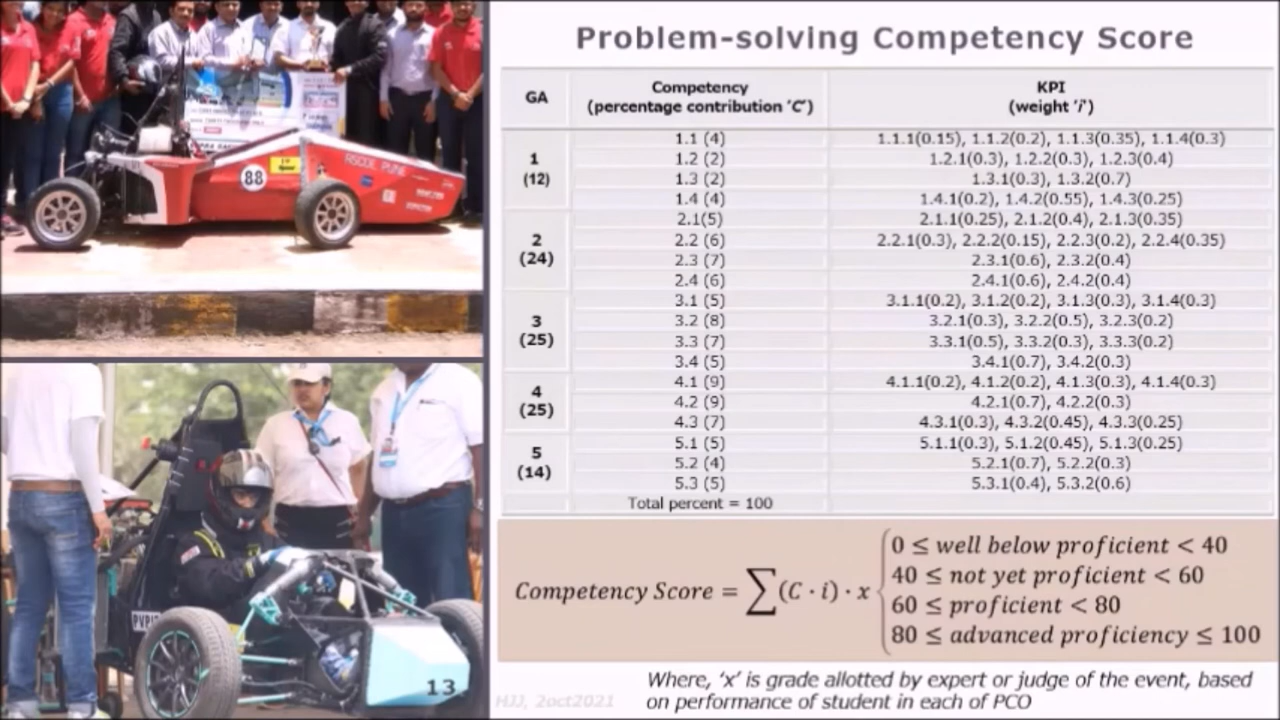 Problem-solving Competency Score
GA
Competency
(percentage contribution ‘C’)
KPI
(weight ‘i’)
1
(12)
1.1 (4)
1.1.1(0.15), 1.1.2(0.2), 1.1.3(0.35), 1.1.4(0.3)
1.2 (2)
1.2.1(0.3), 1.2.2(0.3), 1.2.3(0.4)
1.3 (2)
1.3.1(0.3), 1.3.2(0.7)
1.4 (4)
1.4.1(0.2), 1.4.2(0.55), 1.4.3(0.25)
2
(24)
2.1(5)
2.1.1(0.25), 2.1.2(0.4), 2.1.3(0.35)
2.2 (6)
2.2.1(0.3), 2.2.2(0.15), 2.2.3(0.2), 2.2.4(0.35)
2.3 (7)
2.3.1(0.6), 2.3.2(0.4)
2.4 (6)
2.4.1(0.6), 2.4.2(0.4)
3
(25)
3.1 (5)
3.1.1(0.2), 3.1.2(0.2), 3.1.3(0.3), 3.1.4(0.3)
3.2 (8)
3.2.1(0.3), 3.2.2(0.5), 3.2.3(0.2)
3.3 (7)
3.3.1(0.5), 3.3.2(0.3), 3.3.3(0.2)
3.4 (5)
3.4.1(0.7), 3.4.2(0.3)
4
(25)
4.1 (9)
4.1.1(0.2), 4.1.2(0.2), 4.1.3(0.3), 4.1.4(0.3)
4.2 (9)
4.2.1(0.7), 4.2.2(0.3)
4.3 (7)
4.3.1(0.3), 4.3.2(0.45), 4.3.3(0.25)
5
(14)
5.1 (5)
5.1.1(0.3), 5.1.2(0.45), 5.1.3(0.25)
5.2 (4)
5.2.1(0.7), 5.2.2(0.3)
5.3 (5)
5.3.1(0.4), 5.3.2(0.6)
Total percent = 100
Competency Score = ∑(C · i) · x
0 ≤ well below proficient < 40
40 ≤ not yet proficient < 60
60 ≤ proficient < 80
80 ≤ advanced proficiency ≤ 100
Where, ‘x’ is grade allotted by expert or judge of the event, based
on performance of student in each of PCO
HJJ, 2oct2021
88
RSCOE, PUNE
13